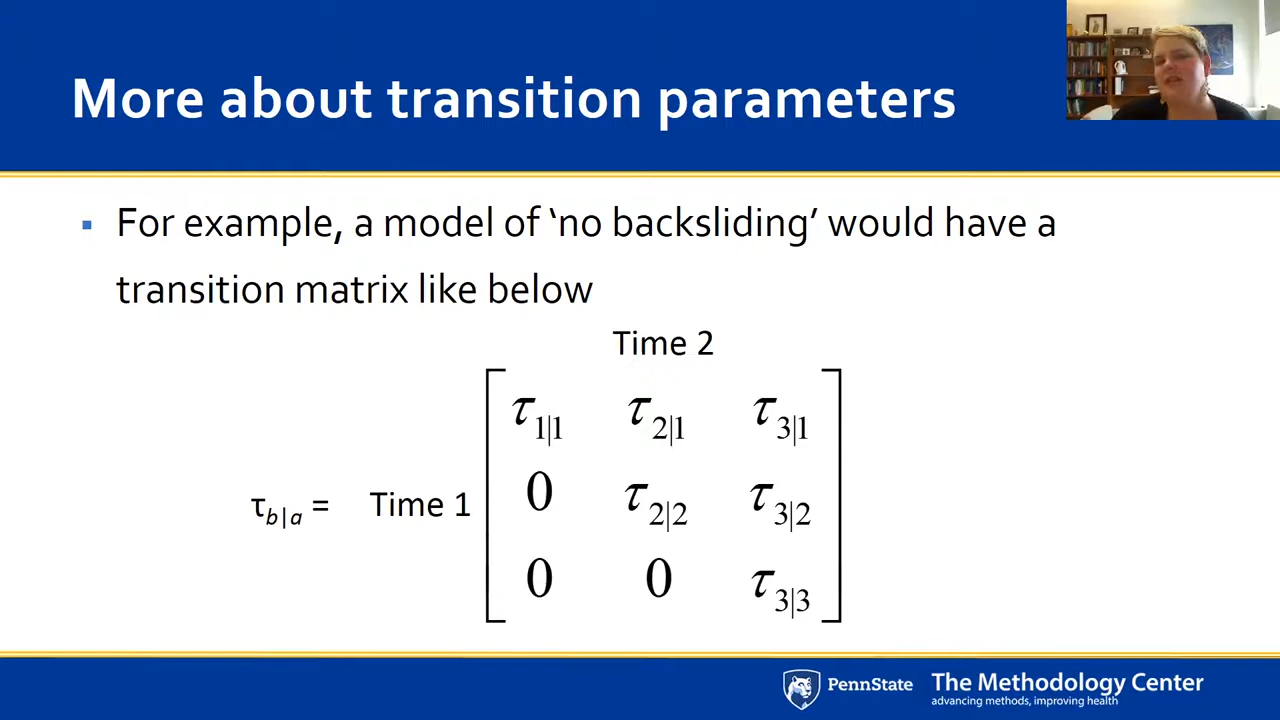 More about transition parameters
▪ For example, a model of ‘no backsliding’ would have a
transition matrix like below
Time 2
τ1|1 τ2|1 τ3|1
τb|a = Time 1
0 τ2|2 τ3|2
0 0 τ3|3
PennState
The Methodology Center
advancing methods, improving health